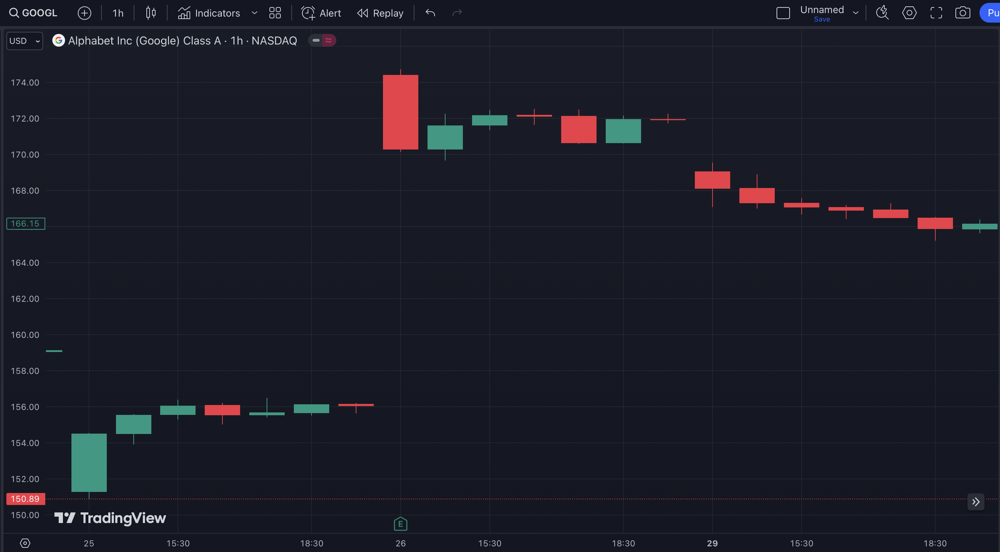 GOOGL
1h
Indicators
Alert
Replay
Unnamed
Save
Pu
USD
Alphabet Inc (Google) Class A · 1h · NASDAQ
174.00
172.00
170.00
168.00
166.15
164.00
162.00
160.00
158.00
156.00
154.00
152.00
150.89
150.00
TradingView
E
25 15:30 18:30 26 15:30 18:30 29 15:30 18:30